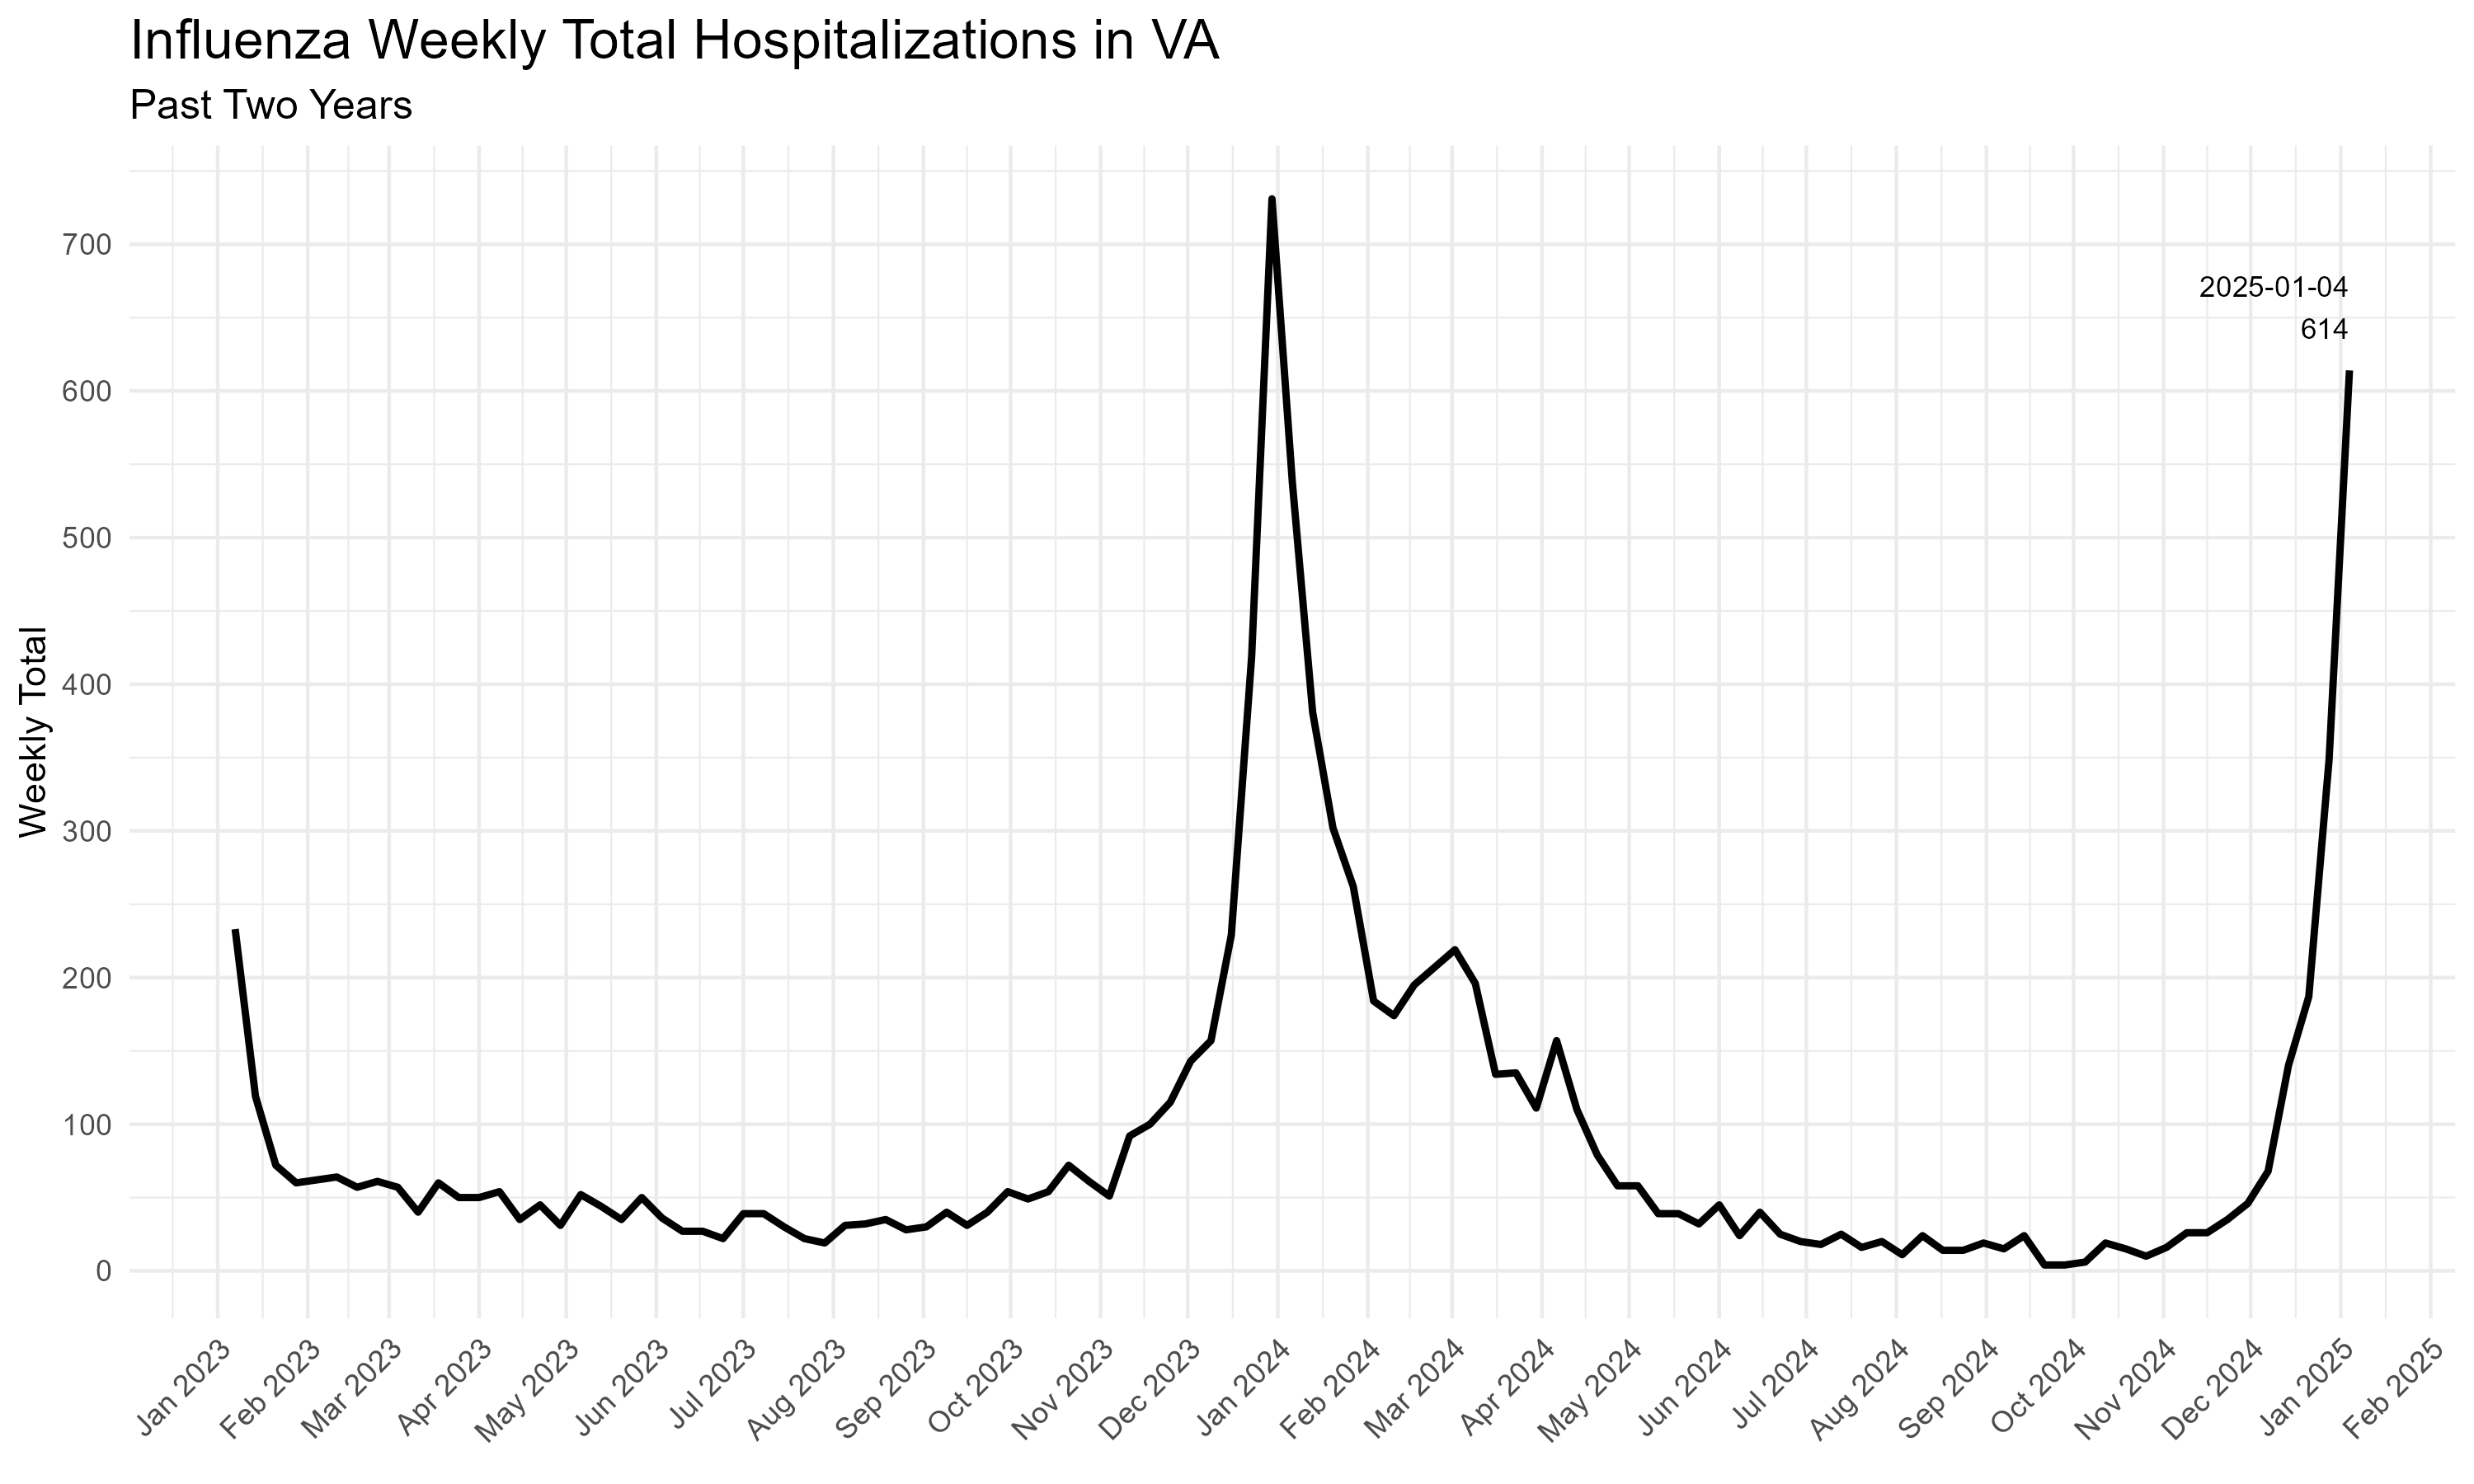 Influenza Weekly Total Hospitalizations in VA
Past Two Years
Weekly Total
700
600
500
400
300
200
100
0
2025-01-04
614
Jan 2023
Feb 2023
Mar 2023
Apr 2023
May 2023
Jun 2023
Jul 2023
Aug 2023
Sep 2023
Oct 2023
Nov 2023
Dec 2023
Jan 2024
Feb 2024
Mar 2024
Apr 2024
May 2024
Jun 2024
Jul 2024
Aug 2024
Sep 2024
Oct 2024
Nov 2024
Dec 2024
Jan 2025
Feb 2025